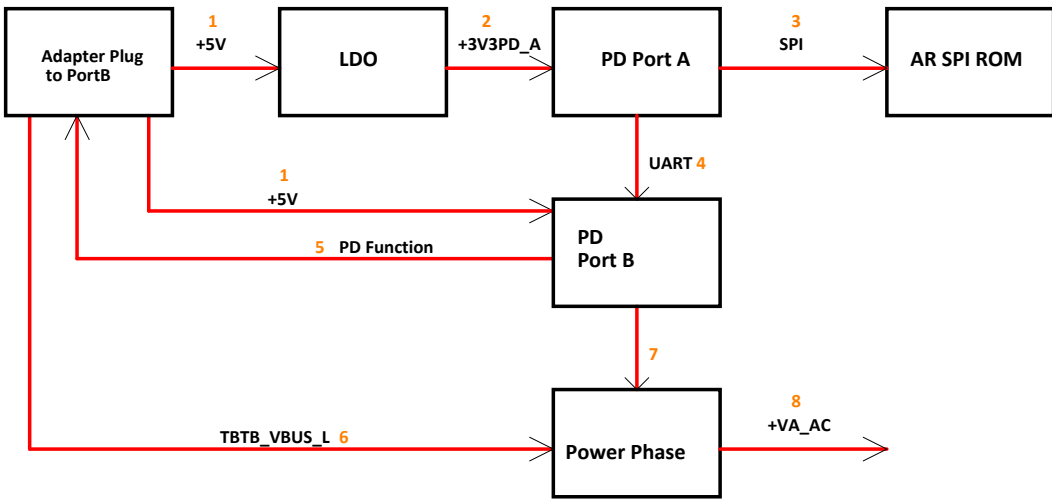 1
+5V
2
+3V3PD_A
3
SPI
Adapter Plug
to PortB
LDO
PD Port A
AR SPI ROM
UART 4
1
+5V
5 PD Function
PD
Port B
7
TBTB_VBUS_L 6
Power Phase
8
+VA_AC